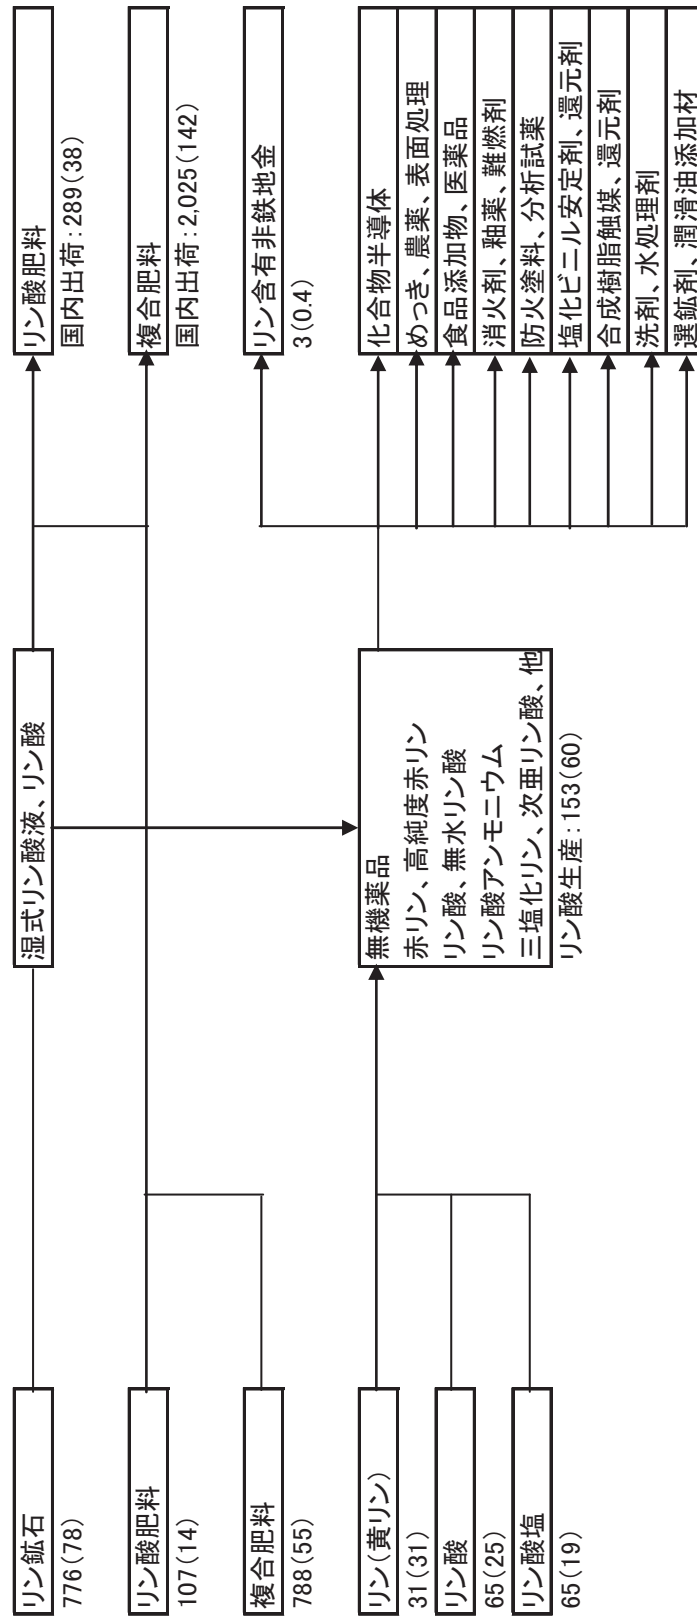 リン鉱石
776(78)
リン酸肥料
107(14)
複合肥料
788(55)
リン(黄リン)
31(31)
リン酸
65(25)
リン酸塩
65(19)
湿式リン酸液、リン酸
無機薬品
赤リン、高純度赤リン
リン酸、無水リン酸
リン酸アンモニウム
三塩化リン、次亜リン酸、他
リン酸生産：153(60)
リン酸肥料
国内出荷：289(38)
複合肥料
国内出荷：2,025(142)
リン含有非鉄地金
3(0.4)
化合物半導体
めっき、農薬、表面処理
食品添加物、医薬品
消火剤、釉薬、難燃剤
防火塗料、分析試薬
塩化ビニル安定剤、還元剤
合成樹脂触媒、還元剤
洗剤、水処理剤
選鉱剤、潤滑油添加材